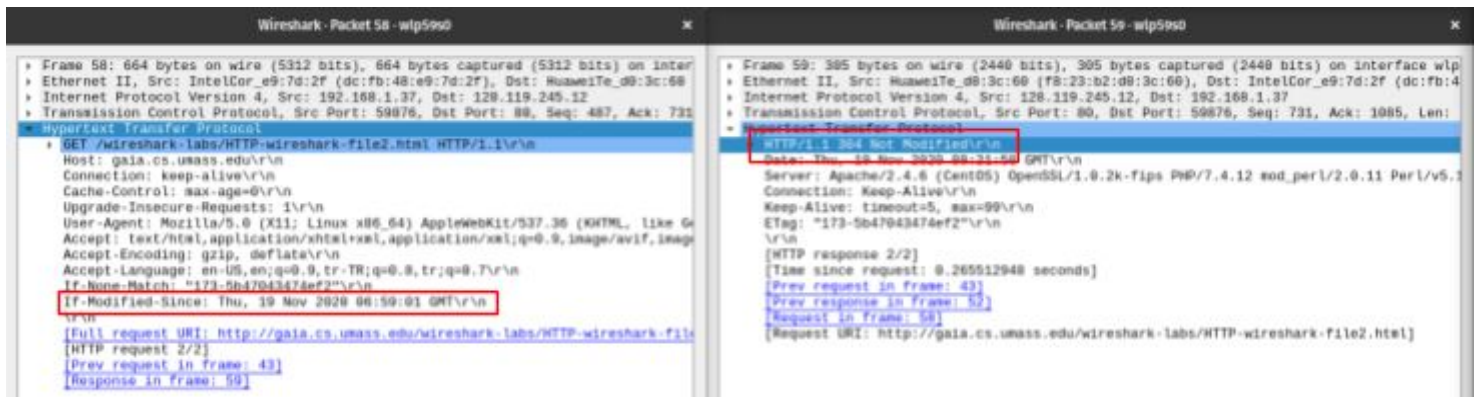 Wireshark · Packet 58 · wlp59s0
Frame 58: 664 bytes on wire (5312 bits), 664 bytes captured (5312 bits) on inter
Ethernet II, Src: IntelCor_e9:7d:2f (dc:fb:48:e9:7d:2f), Dst: HuaweiTe_d0:3c:60
Internet Protocol Version 4, Src: 192.168.1.37, Dst: 128.119.245.12
Transmission Control Protocol, Src Port: 59876, Dst Port: 80, Seq: 487, Ack: 731
Hypertext Transfer Protocol
GET /wireshark-labs/HTTP-wireshark-file2.html HTTP/1.1\r\n
Host: gaia.cs.umass.edu\r\n
Connection: keep-alive\r\n
Cache-Control: max-age=0\r\n
Upgrade-Insecure-Requests: 1\r\n
User-Agent: Mozilla/5.0 (X11; Linux x86_64) AppleWebKit/537.36 (KHTML, like Ge
Accept: text/html,application/xhtml+xml,application/xml;q=0.9,image/avif,image
Accept-Encoding: gzip, deflate\r\n
Accept-Language: en-US,en;q=0.9,tr-TR;q=0.8,tr;q=0.7\r\n
If-None-Match: "173-5b47043474ef2"\r\n
If-Modified-Since: Thu, 19 Nov 2020 06:59:01 GMT\r\n
\r\n
[Full request URI: http://gaia.cs.umass.edu/wireshark-labs/HTTP-wireshark-file
[HTTP request 2/2]
[Prev request in frame: 43]
[Response in frame: 59]
Wireshark · Packet 59 · wlp59s0
Frame 59: 305 bytes on wire (2440 bits), 305 bytes captured (2440 bits) on interface wlp
Ethernet II, Src: HuaweiTe_d0:3c:60 (f8:23:b2:d0:3c:60), Dst: IntelCor_e9:7d:2f (dc:fb:4
Internet Protocol Version 4, Src: 128.119.245.12, Dst: 192.168.1.37
Transmission Control Protocol, Src Port: 80, Dst Port: 59876, Seq: 731, Ack: 1085, Len:
Hypertext Transfer Protocol
HTTP/1.1 304 Not Modified\r\n
Date: Thu, 19 Nov 2020 GMT\r\n
Server: Apache/2.4.6 (CentOS) OpenSSL/1.0.2k-fips PHP/7.4.12 mod_perl/2.0.11 Perl/v5.1
Connection: Keep-Alive\r\n
Keep-Alive: timeout=5, max=99\r\n
ETag: "173-5b47043474ef2"\r\n
\r\n
[HTTP response 2/2]
[Time since request: 0.265512948 seconds]
[Prev request in frame: 43]
[Prev response in frame: 52]
[Request in frame: 58]
[Request URI: http://gaia.cs.umass.edu/wireshark-labs/HTTP-wireshark-file2.html]